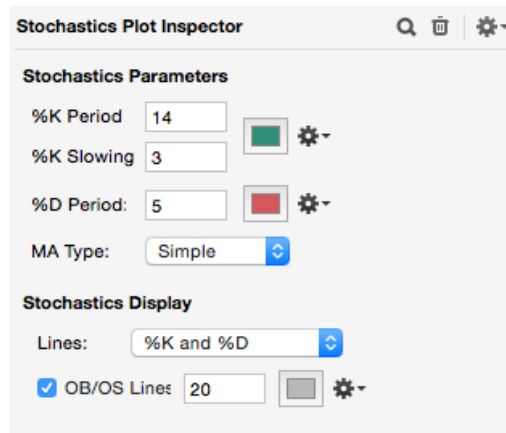 Stochastics Plot Inspector
Stochastics Parameters
%K Period 14
%K Slowing 3
%D Period: 5
MA Type: Simple
Stochastics Display
Lines: %K and %D
OB/OS Lines 20